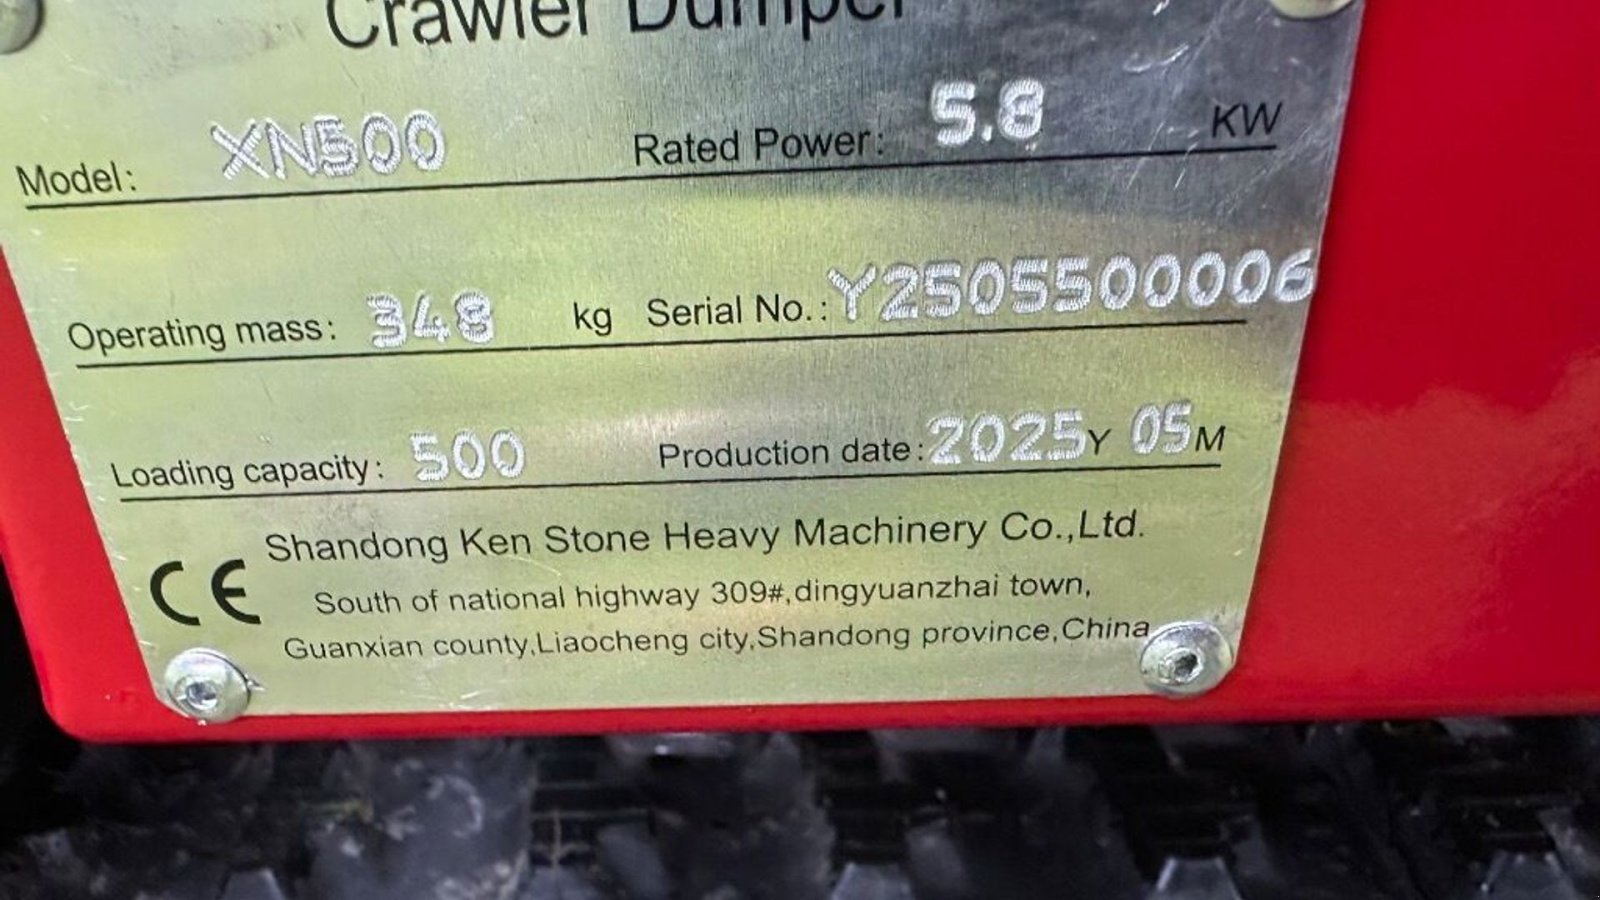 Crawler Dumper
Model: XN500 Rated Power: 5.8 KW
Operating mass: 348 kg Serial No.: Y2505500006
Loading capacity: 500 Production date: 2025Y 05M
CE Shandong Ken Stone Heavy Machinery Co.,Ltd.
South of national highway 309#,dingyuanzhai town,
Guanxian county,Liaocheng city,Shandong province,China